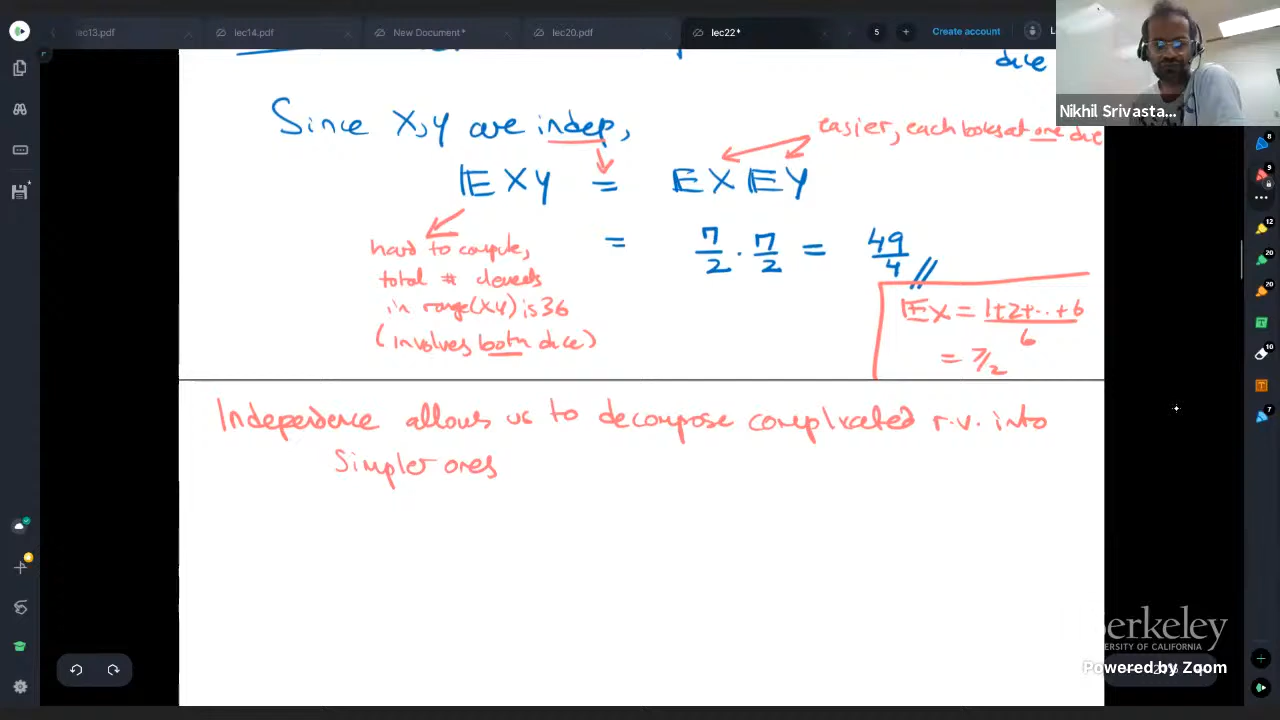 lec13.pdf
lec14.pdf
New Document*
lec20.pdf
lec22*
5
Create account
dice
Nikhil Srivasta...
Since X,Y are indep,
easier, each looks at one die
EXY = EXEY
hard to compute,
total # elements
in range(XY) is 36
(involves both dice)
= 7/2 · 7/2 = 49/4 //
EX = 1+2+..+6/6
= 7/2
Independence allows us to decompose complicated r.v. into
simpler ones
Berkeley
UNIVERSITY OF CALIFORNIA
Powered by Zoom